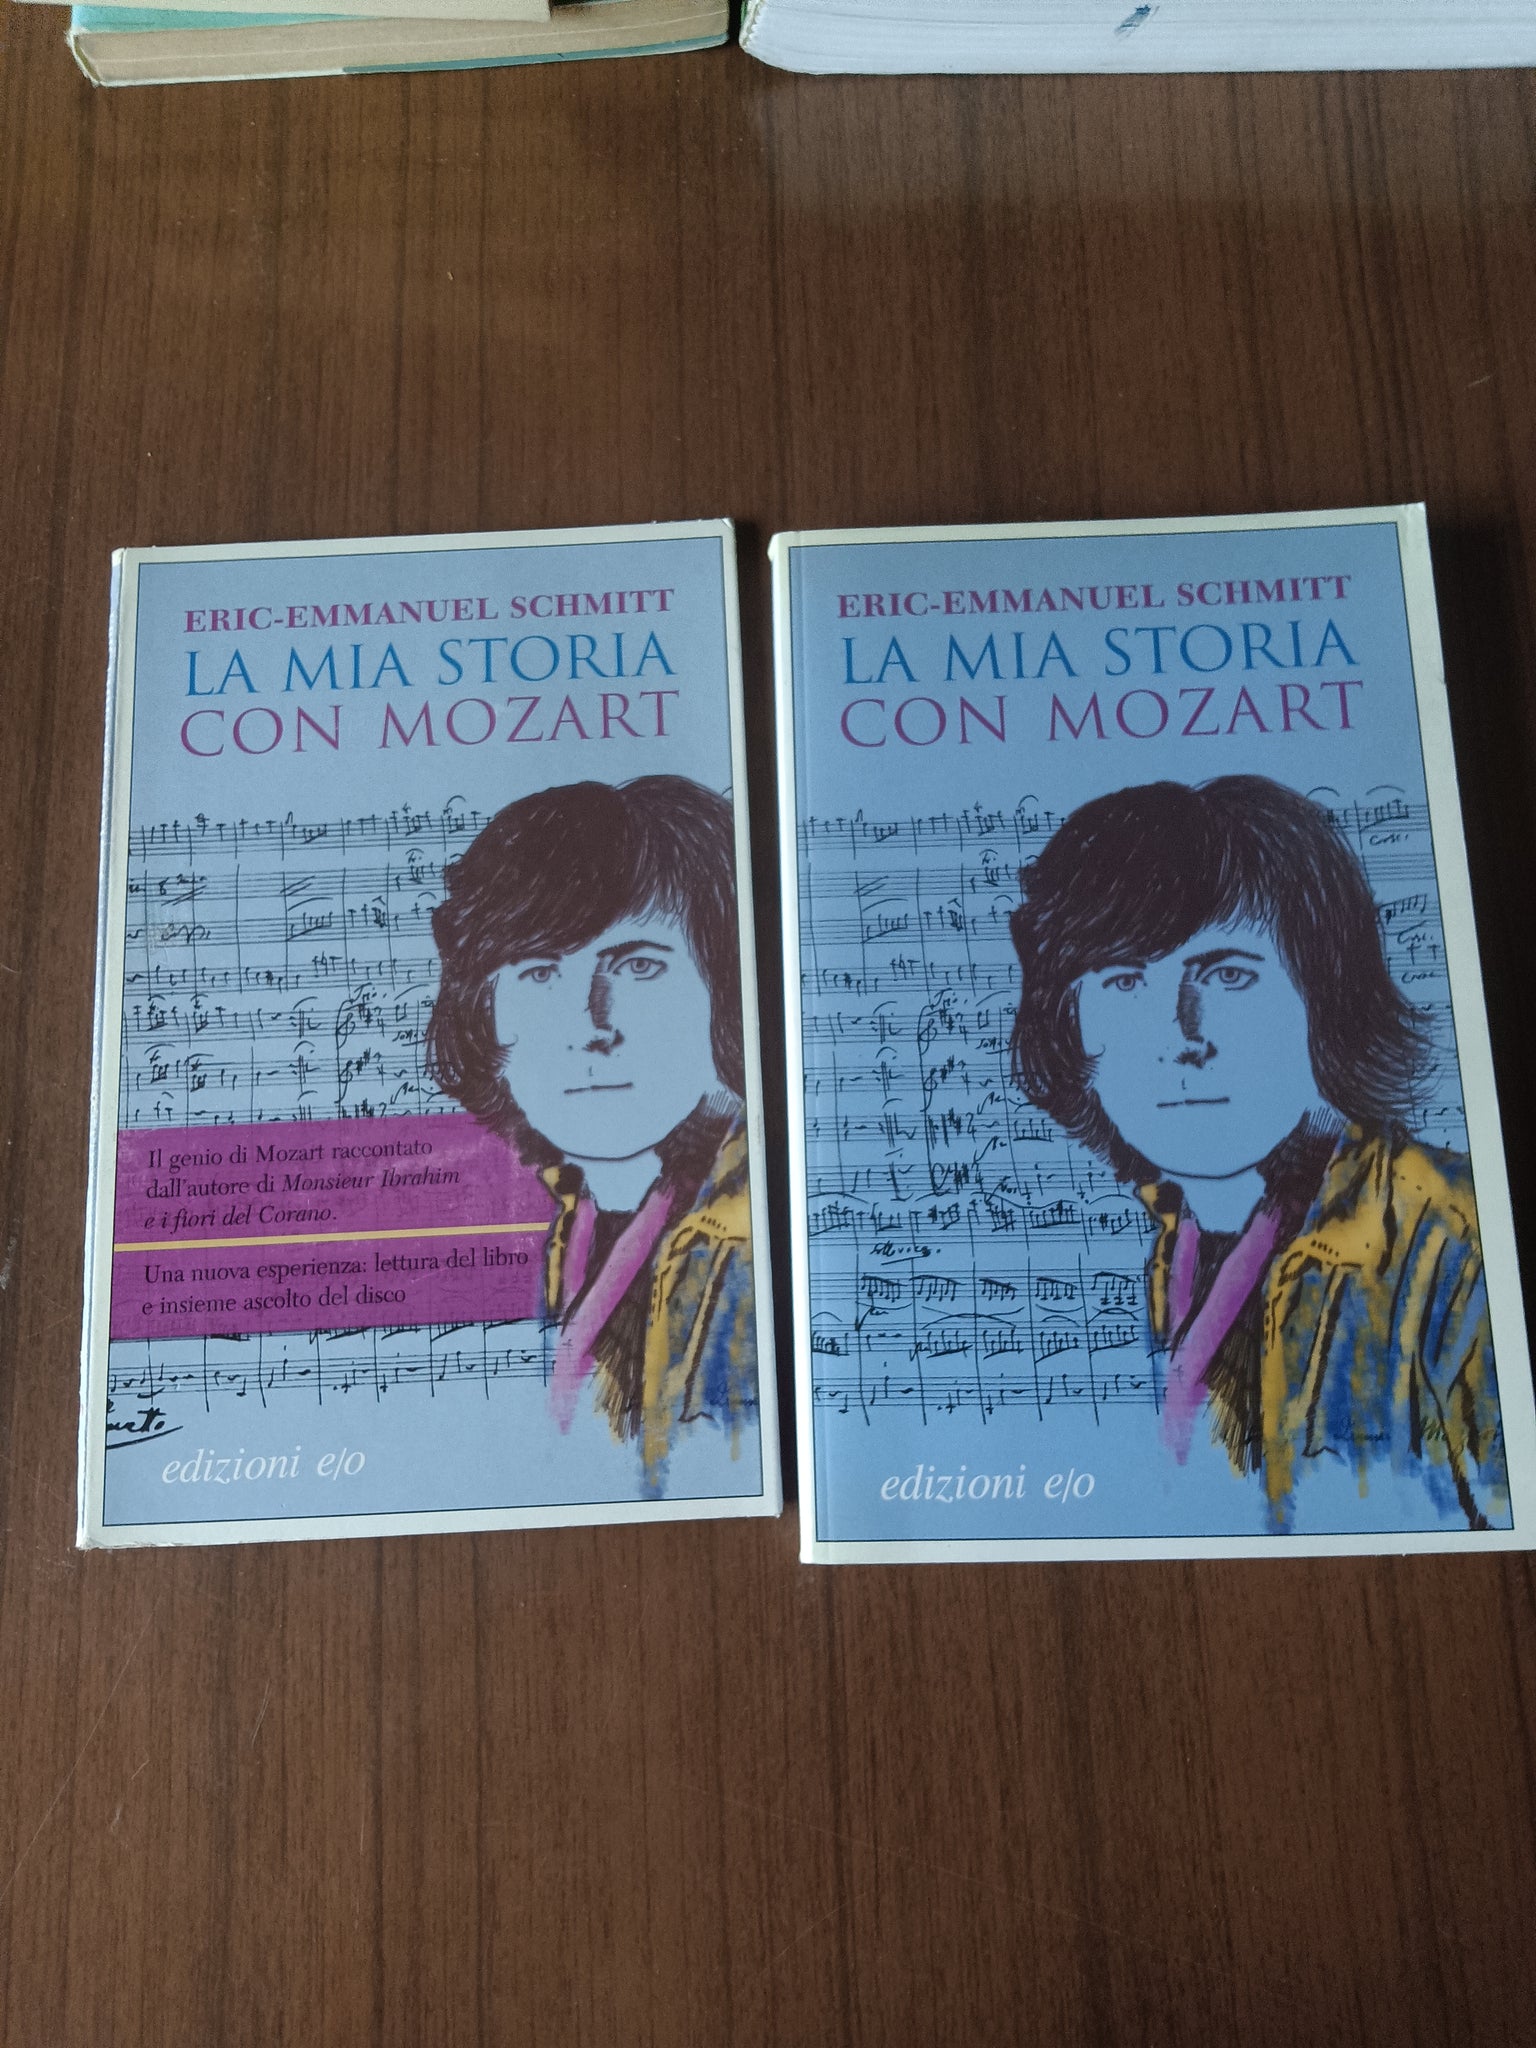 ERIC-EMMANUEL SCHMITT
LA MIA STORIA
CON MOZART
Il genio di Mozart raccontato
dall'autore di Monsieur Ibrahim
e i fiori del Corano.
Una nuova esperienza: lettura del libro
e insieme ascolto del disco
edizioni e/o
ERIC-EMMANUEL SCHMITT
LA MIA STORIA
CON MOZART
edizioni e/o